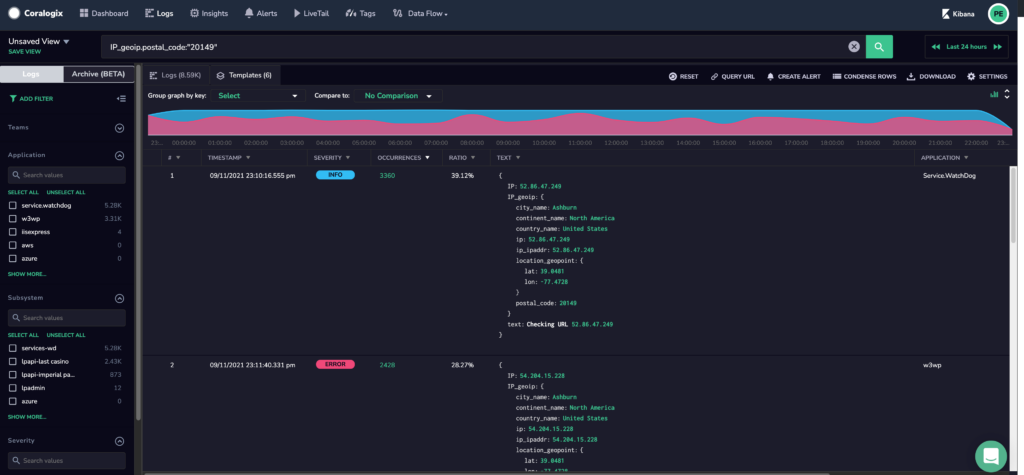 Coralogix Dashboard Logs Insights Alerts LiveTail Tags Data Flow Kibana PE
Unsaved View
SAVE VIEW
IP_geoip.postal_code:"20149"
Last 24 hours
Logs Archive (BETA)
Logs (8.59K) Templates (6)
RESET QUERY URL CREATE ALERT CONDENSE ROWS DOWNLOAD SETTINGS
ADD FILTER
Group graph by key: Select Compare to: No Comparison
Teams
23:... 00:00:00 01:00:00 02:00:00 03:00:00 04:00:00 05:00:00 06:00:00 07:00:00 08:00:00 09:00:00 10:00:00 11:00:00 12:00:00 13:00:00 14:00:00 15:00:00 16:00:00 17:00:00 18:00:00 19:00:00 20:00:00 21:00:00 22:00:00 23:...
Application
Search values
SELECT ALL UNSELECT ALL
service.watchdog 5.28K
w3wp 3.31K
iisexpress 4
aws 0
azure 0
SHOW MORE...
Subsystem
Search values
SELECT ALL UNSELECT ALL
services-wd 5.28K
lpapi-last casino 2.43K
lpapi-imperial pa... 873
lpadmin 12
azure 0
SHOW MORE...
Severity
Search values
# TIMESTAMP SEVERITY OCCURRENCES RATIO TEXT APPLICATION
1 09/11/2021 23:10:16.555 pm INFO 3360 39.12% { Service.WatchDog
IP: 52.86.47.249
IP_geoip: {
city_name: Ashburn
continent_name: North America
country_name: United States
ip: 52.86.47.249
ip_ipaddr: 52.86.47.249
location_geopoint: {
lat: 39.0481
lon: -77.4728
}
postal_code: 20149
}
text: Checking URL 52.86.47.249
}
2 09/11/2021 23:11:40.331 pm ERROR 2428 28.27% { w3wp
IP: 54.204.15.228
IP_geoip: {
city_name: Ashburn
continent_name: North America
country_name: United States
ip: 54.204.15.228
ip_ipaddr: 54.204.15.228
location_geopoint: {
lat: 39.0481
lon: -77.4728